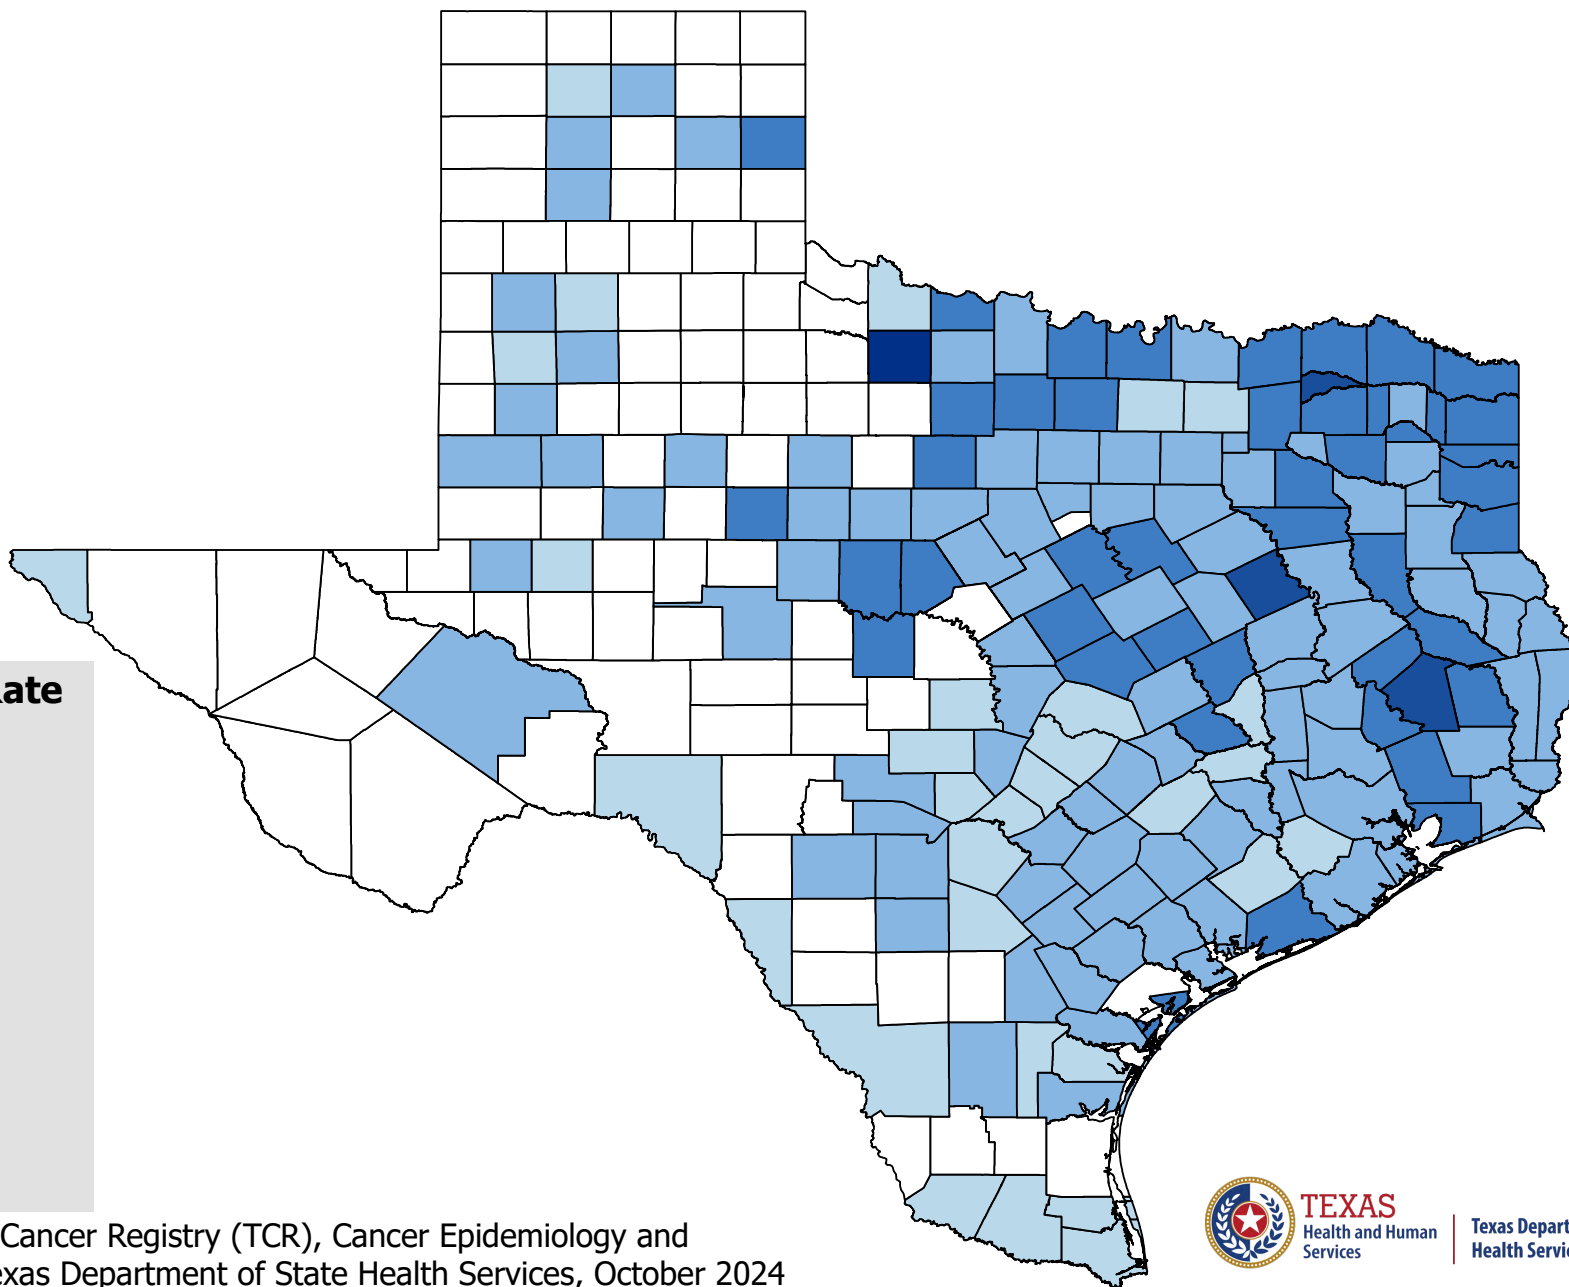 ate
Cancer Registry (TCR), Cancer Epidemiology and
exas Department of State Health Services, October 2024
TEXAS
Health and Human
Services
Texas Depart
Health Servic